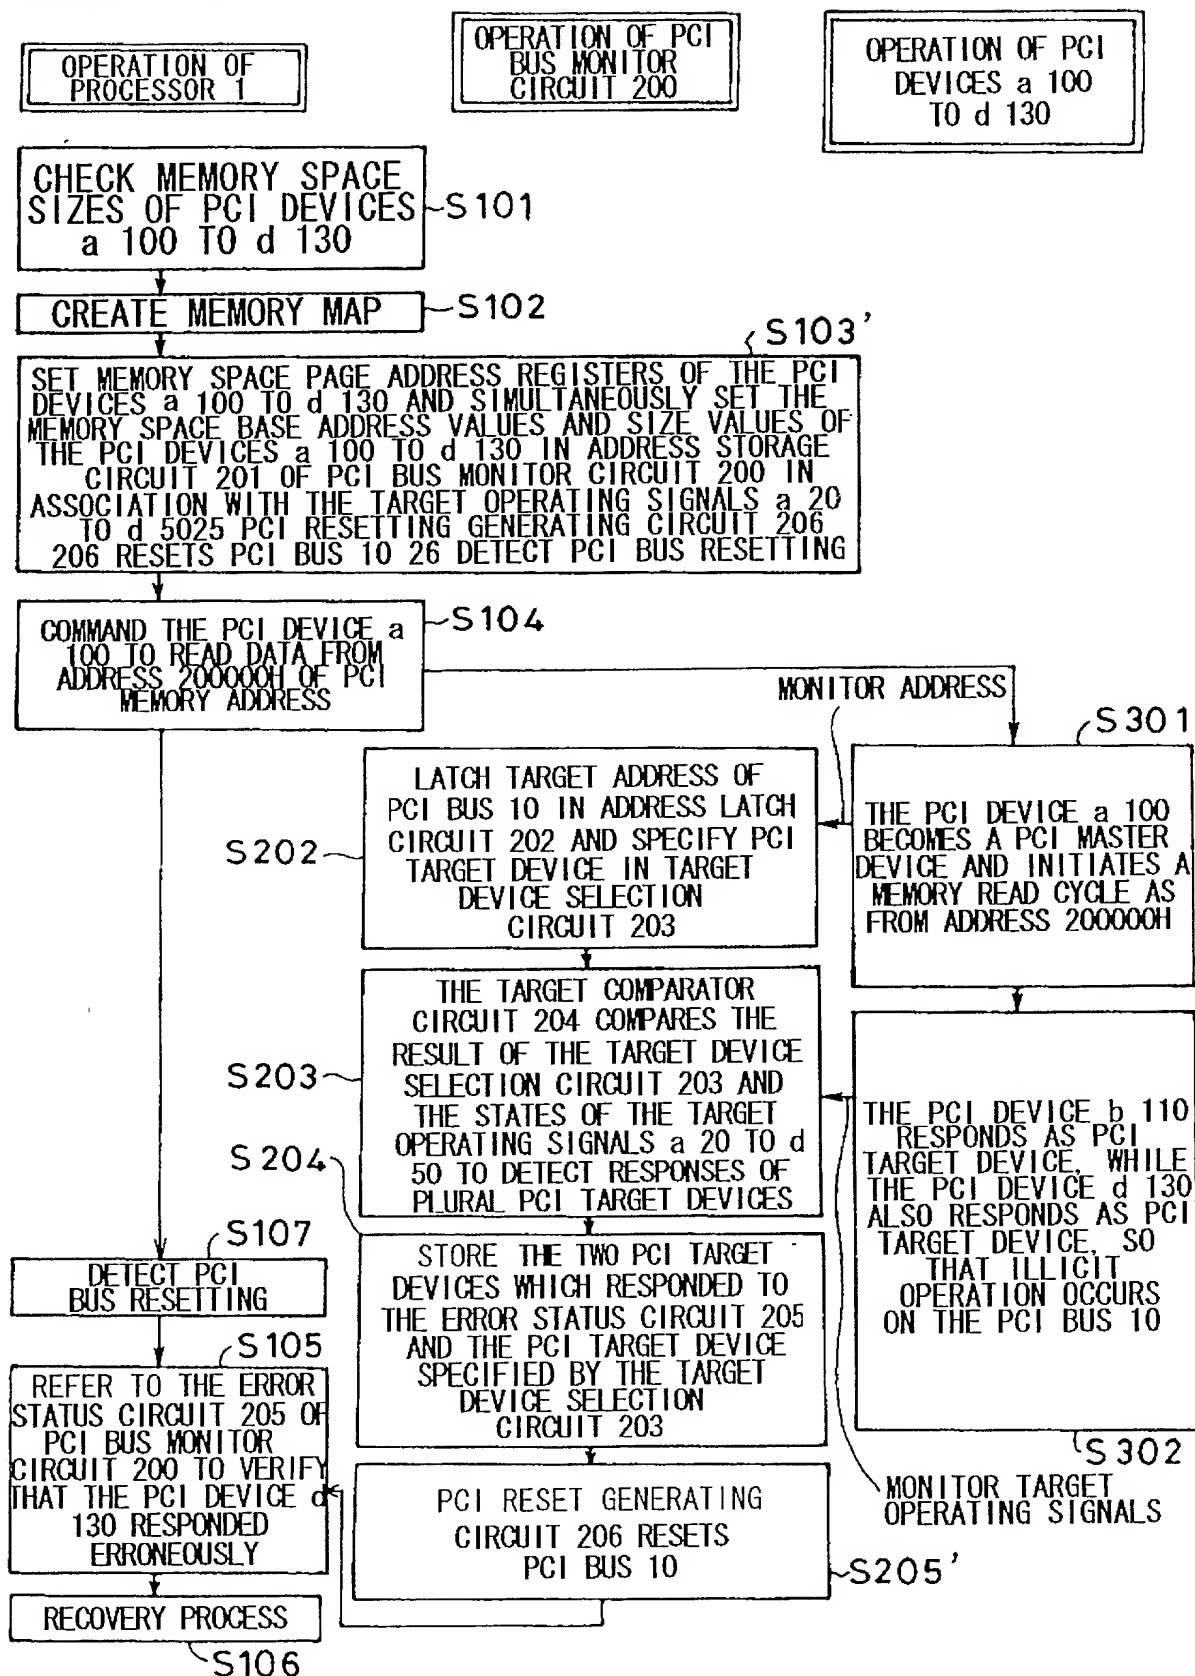 OPERATION OF
PROCESSOR 1
OPERATION OF PCI
BUS MONITOR
CIRCUIT 200
OPERATION OF PCI
DEVICES a 100
TO d 130
CHECK MEMORY SPACE
SIZES OF PCI DEVICES
a 100 TO d 130
S101
CREATE MEMORY MAP
S102
S103'
SET MEMORY SPACE PAGE ADDRESS REGISTERS OF THE PCI
DEVICES a 100 TO d 130 AND SIMULTANEOUSLY SET THE
MEMORY SPACE BASE ADDRESS VALUES AND SIZE VALUES OF
THE PCI DEVICES a 100 TO d 130 IN ADDRESS STORAGE
CIRCUIT 201 OF PCI BUS MONITOR CIRCUIT 200 IN
ASSOCIATION WITH THE TARGET OPERATING SIGNALS a 20
TO d 5025 PCI RESETTING GENERATING CIRCUIT 206
206 RESETS PCI BUS 10 26 DETECT PCI BUS RESETTING
COMMAND THE PCI DEVICE a
100 TO READ DATA FROM
ADDRESS 200000H OF PCI
MEMORY ADDRESS
S104
MONITOR ADDRESS
S301
THE PCI DEVICE a 100
BECOMES A PCI MASTER
DEVICE AND INITIATES A
MEMORY READ CYCLE AS
FROM ADDRESS 200000H
LATCH TARGET ADDRESS OF
PCI BUS 10 IN ADDRESS LATCH
CIRCUIT 202 AND SPECIFY PCI
TARGET DEVICE IN TARGET
DEVICE SELECTION
CIRCUIT 203
S202
THE TARGET COMPARATOR
CIRCUIT 204 COMPARES THE
RESULT OF THE TARGET DEVICE
SELECTION CIRCUIT 203 AND
THE STATES OF THE TARGET
OPERATING SIGNALS a 20 TO d
50 TO DETECT RESPONSES OF
PLURAL PCI TARGET DEVICES
S203
THE PCI DEVICE b 110
RESPONDS AS PCI
TARGET DEVICE, WHILE
THE PCI DEVICE d 130
ALSO RESPONDS AS PCI
TARGET DEVICE, SO
THAT ILLICIT
OPERATION OCCURS
ON THE PCI BUS 10
S302
S204
STORE THE TWO PCI TARGET
DEVICES WHICH RESPONDED TO
THE ERROR STATUS CIRCUIT 205
AND THE PCI TARGET DEVICE
SPECIFIED BY THE TARGET
DEVICE SELECTION
CIRCUIT 203
MONITOR TARGET
OPERATING SIGNALS
S107
DETECT PCI
BUS RESETTING
S105
REFER TO THE ERROR
STATUS CIRCUIT 205 OF
PCI BUS MONITOR
CIRCUIT 200 TO VERIFY
THAT THE PCI DEVICE d
130 RESPONDED
ERRONEOUSLY
PCI RESET GENERATING
CIRCUIT 206 RESETS
PCI BUS 10
S205'
RECOVERY PROCESS
S106